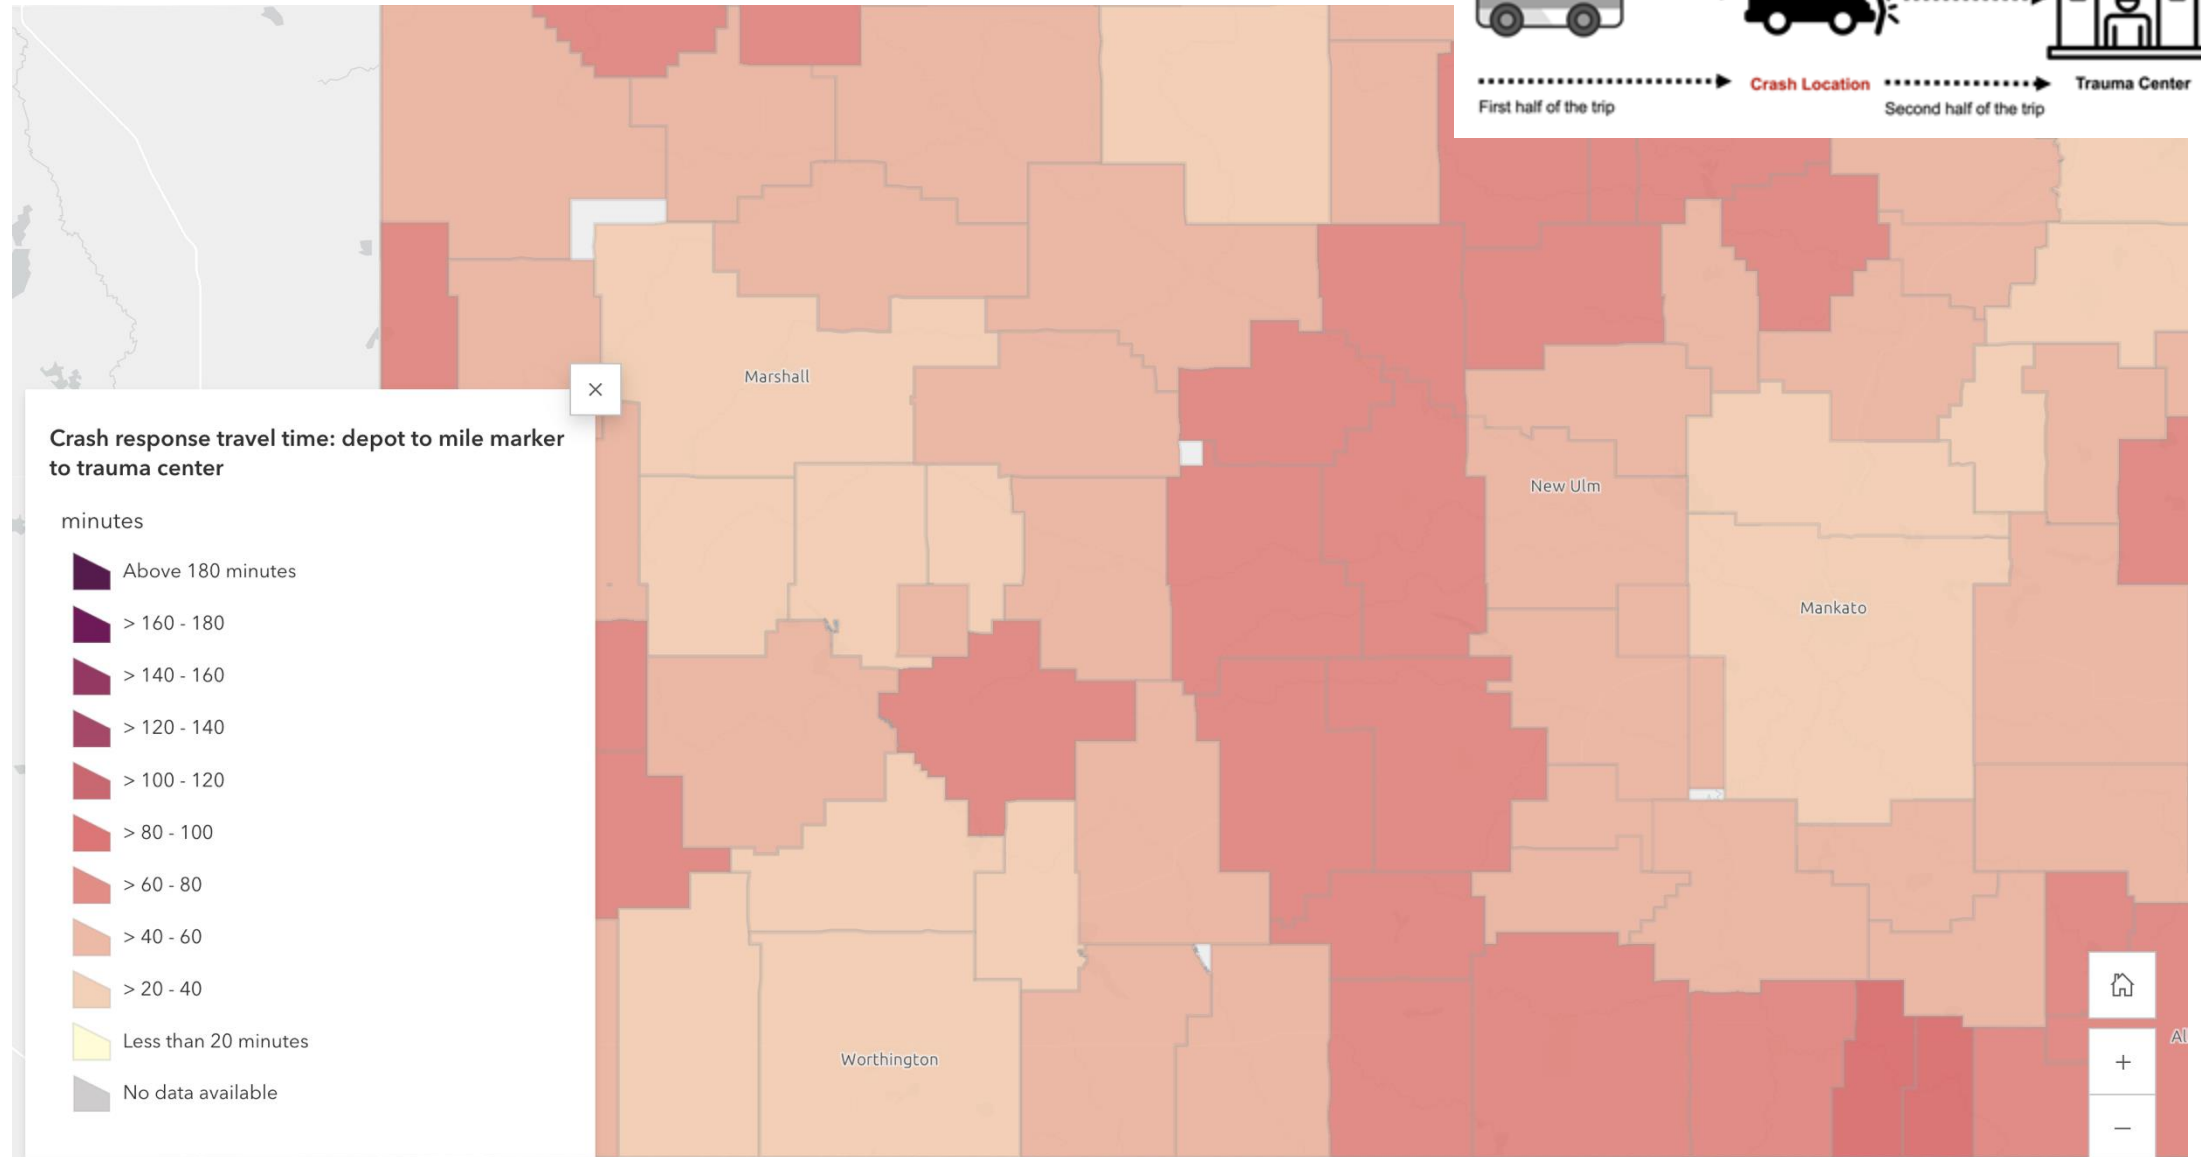 Crash Location
Trauma Center
First half of the trip
Second half of the trip
Marshall
×
Crash response travel time: depot to mile marker
to trauma center
minutes
Above 180 minutes
> 160 - 180
> 140 - 160
> 120 - 140
> 100 - 120
> 80 - 100
> 60 - 80
> 40 - 60
> 20 - 40
Less than 20 minutes
No data available
New Ulm
Mankato
Worthington
Al
+
−